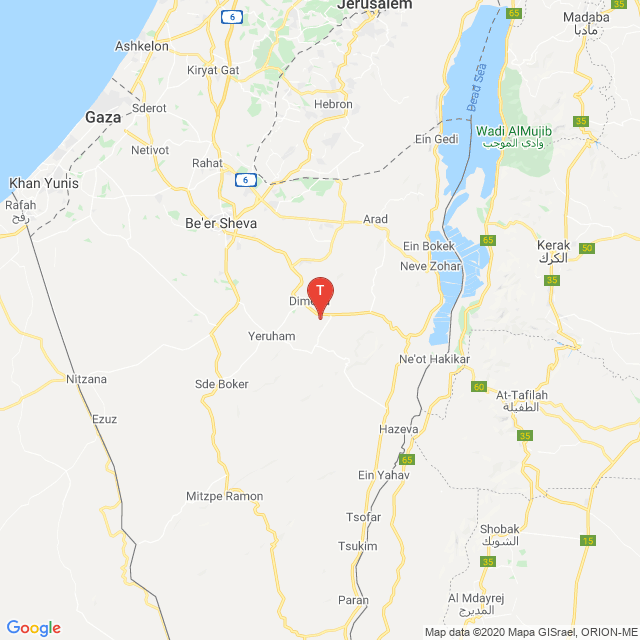 Jerusalem
65
35
Madaba
مأدبا
6
Ashkelon
Kiryat Gat
Dead Sea
Hebron
Sderot
Gaza
35
Wadi AlMujib
وادي الموجب
Ein Gedi
Netivot
Rahat
6
Khan Yunis
Rafah
رفح
Be'er Sheva
Arad
65
Ein Bokek
Kerak
الكرك
50
Neve Zohar
35
T
Yeruham
Ne'ot Hakikar
Nitzana
Sde Boker
60
At-Tafilah
الطفيلة
Ezuz
Hazeva
35
65
Ein Yahav
Mitzpe Ramon
Tsofar
Shobak
الشوبك
15
Tsukim
35
Paran
Al Mdayrej
المديرج
Google
Map data ©2020 Mapa GISrael, ORION-ME